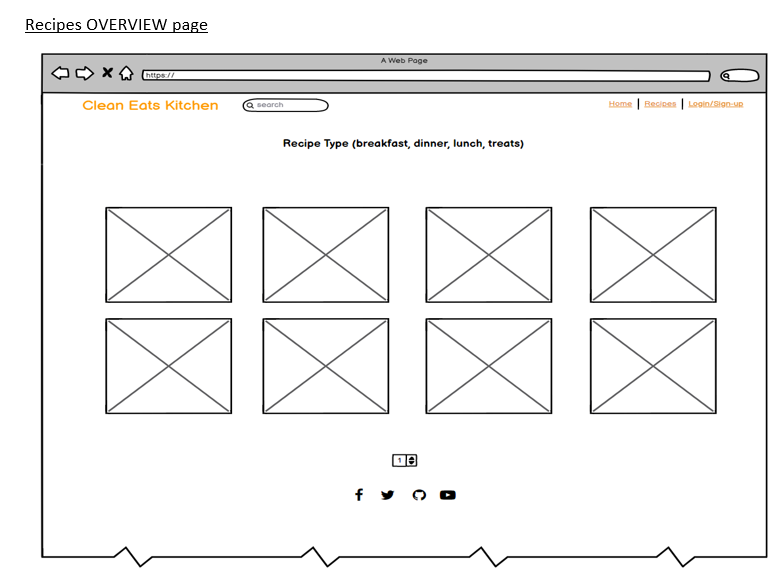 Recipes OVERVIEW page
A Web Page
https://
Clean Eats Kitchen
search
Home | Recipes | Login/Sign-up
Recipe Type (breakfast, dinner, lunch, treats)
1